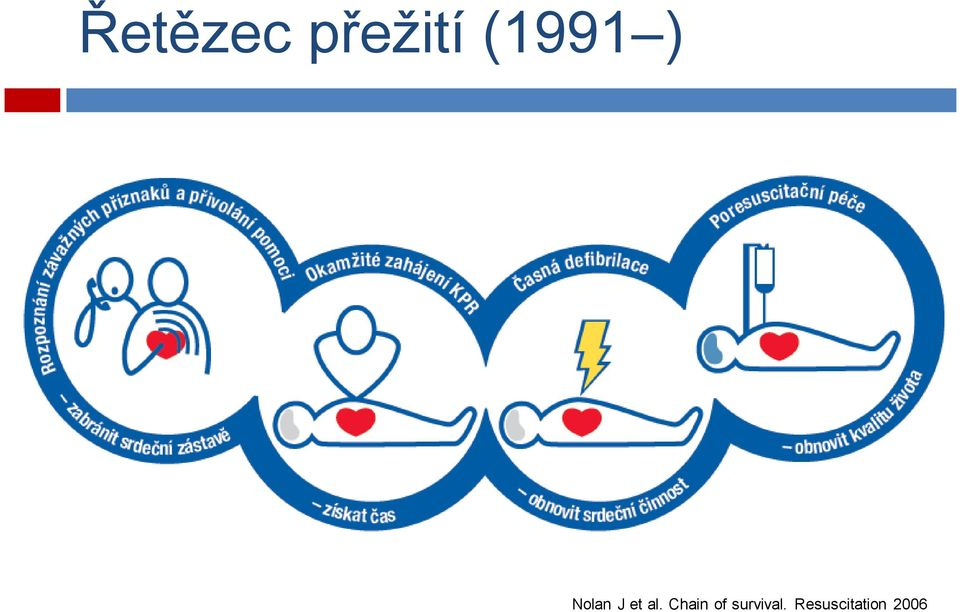 Řetězec přežití (1991 – )
Rozpoznání závažných příznaků a přivolání pomoci
– zabránit srdeční zástavě
Okamžité zahájení KPR
– získat čas
Časná defibrilace
– obnovit srdeční činnost
Poresuscitační péče
– obnovit kvalitu života
Nolan J et al. Chain of survival. Resuscitation 2006